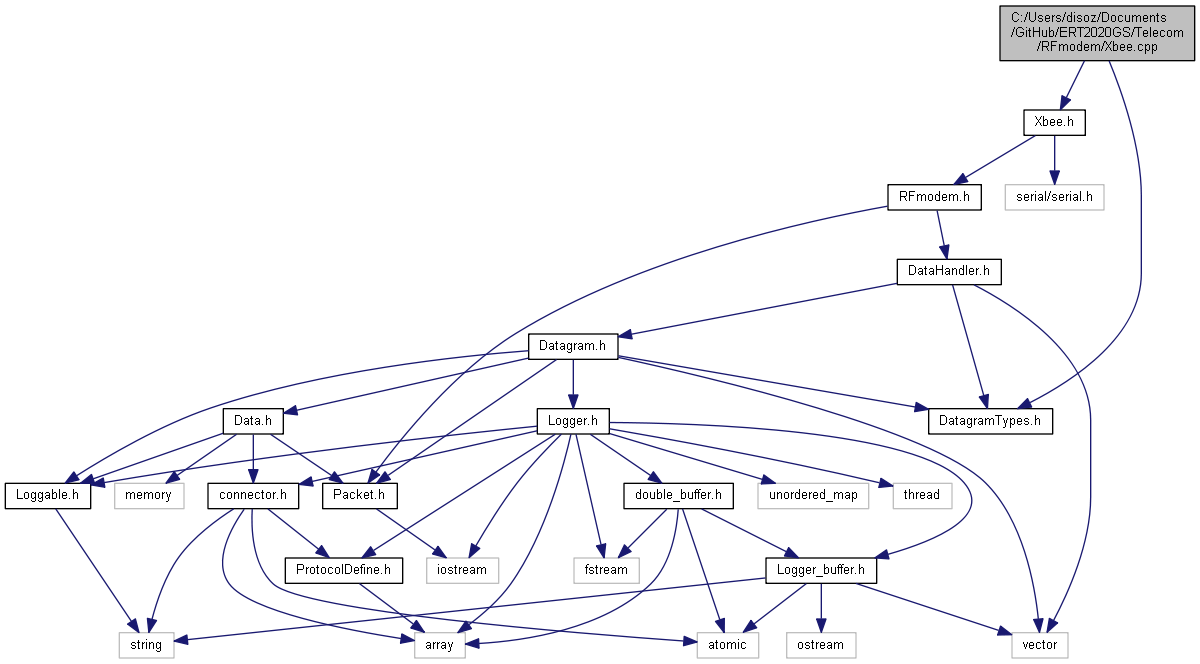 C:/Users/disoz/Documents
/GitHub/ERT2020GS/Telecom
/RFmodem/Xbee.cpp
Xbee.h
RFmodem.h
serial/serial.h
DataHandler.h
Datagram.h
Data.h
Logger.h
DatagramTypes.h
Loggable.h
memory
connector.h
Packet.h
double_buffer.h
unordered_map
thread
ProtocolDefine.h
iostream
fstream
Logger_buffer.h
string
array
atomic
ostream
vector